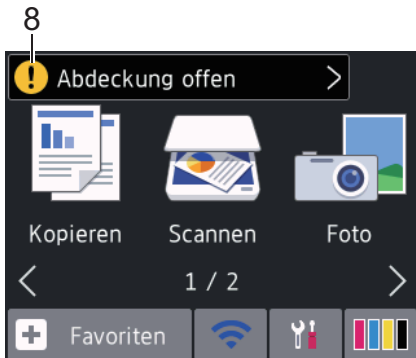 8
Abdeckung offen
Kopieren Scannen Foto
1 / 2
Favoriten